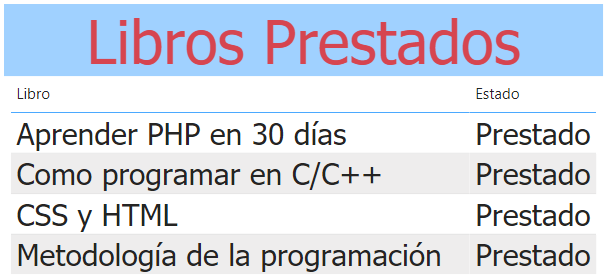 Libros Prestados
Libro Estado
Aprender PHP en 30 días Prestado
Como programar en C/C++ Prestado
CSS y HTML Prestado
Metodología de la programación Prestado